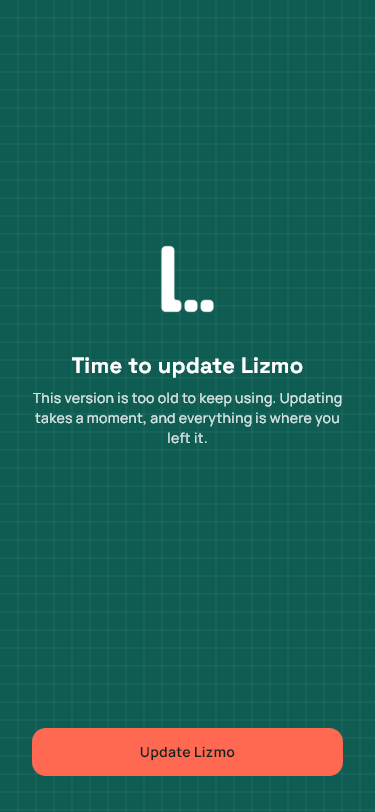 Time to update Lizmo
This version is too old to keep using. Updating
takes a moment, and everything is where you
left it.
Update Lizmo